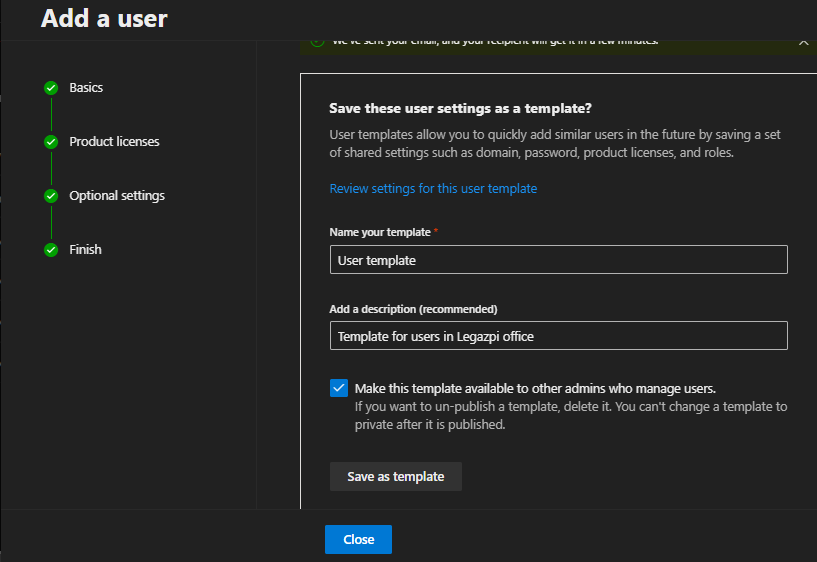 Add a user
We've sent your email, and your recipient will get it in a few minutes.
Basics
Product licenses
Optional settings
Finish
Save these user settings as a template?
User templates allow you to quickly add similar users in the future by saving a set
of shared settings such as domain, password, product licenses, and roles.
Review settings for this user template
Name your template *
User template
Add a description (recommended)
Template for users in Legazpi office
Make this template available to other admins who manage users.
If you want to un-publish a template, delete it. You can't change a template to
private after it is published.
Save as template
Close